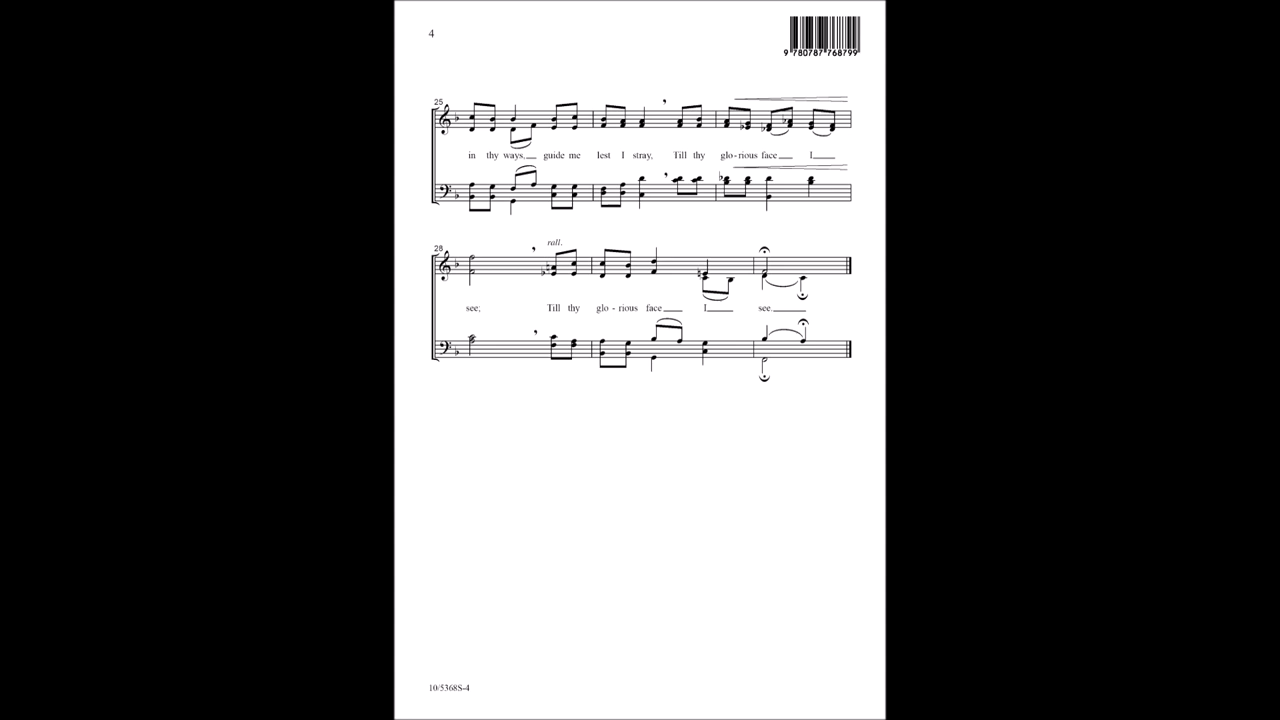 4
9 780787 768799
25
in thy ways, guide me lest I stray, Till thy glo-rious face I
28
rall.
see; Till thy glo - rious face I see.
10/5368S-4